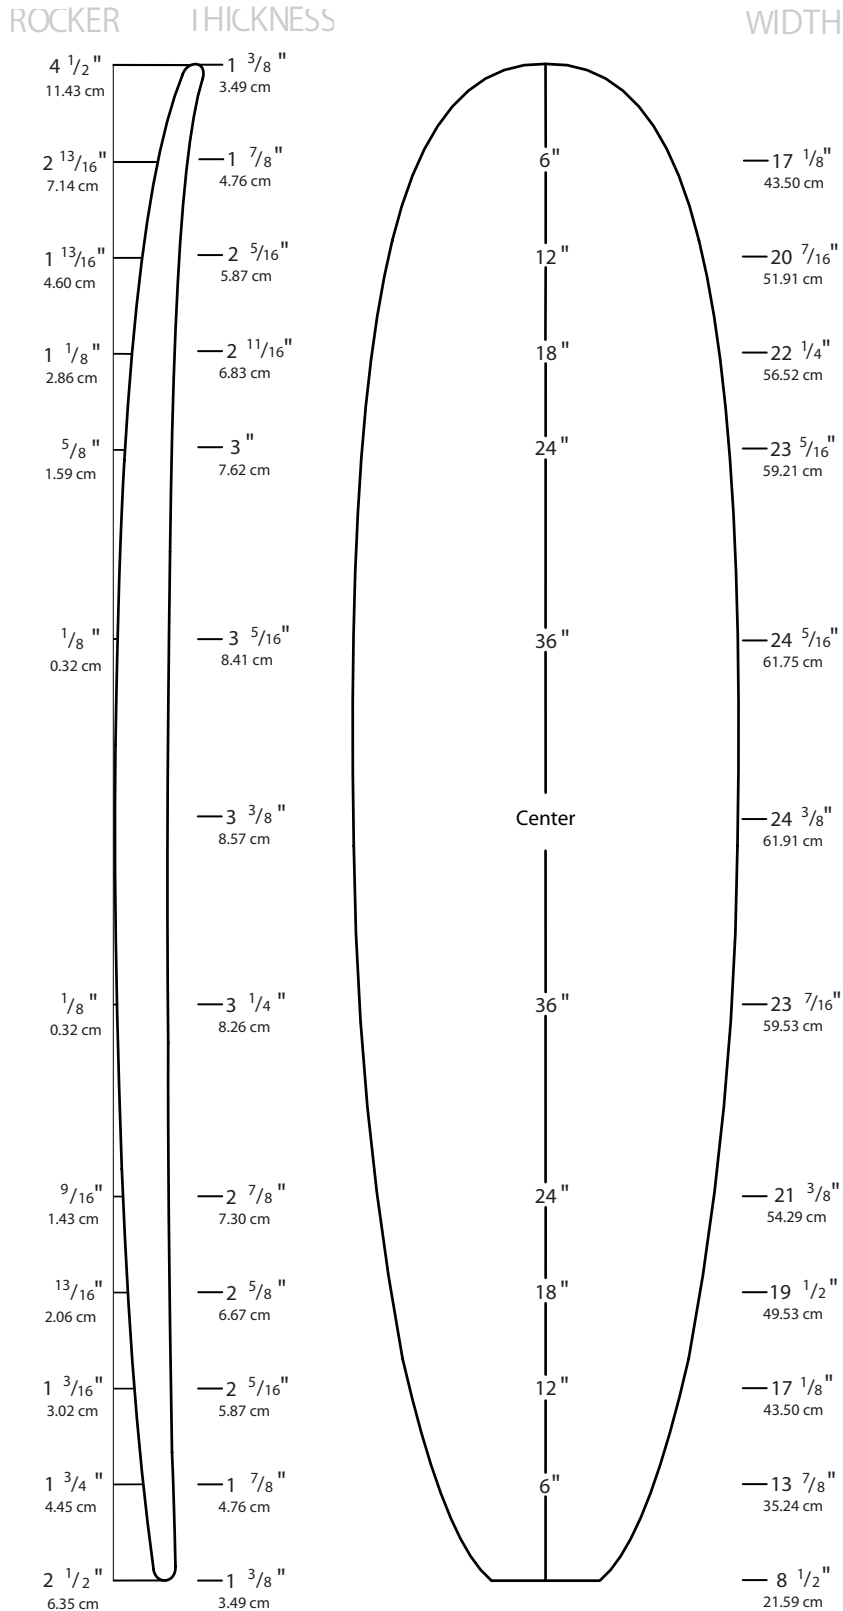 ROCKER THICKNESS WIDTH
4 1/2" 1 3/8"
11.43 cm 3.49 cm
2 13/16" 1 7/8" 6" 17 1/8"
7.14 cm 4.76 cm 43.50 cm
1 13/16" 2 5/16" 12" 20 7/16"
4.60 cm 5.87 cm 51.91 cm
1 1/8" 2 11/16" 18" 22 1/4"
2.86 cm 6.83 cm 56.52 cm
5/8" 3" 24" 23 5/16"
1.59 cm 7.62 cm 59.21 cm
1/8" 3 5/16" 36" 24 5/16"
0.32 cm 8.41 cm 61.75 cm
3 3/8" Center 24 3/8"
8.57 cm 61.91 cm
1/8" 3 1/4" 36" 23 7/16"
0.32 cm 8.26 cm 59.53 cm
9/16" 2 7/8" 24" 21 3/8"
1.43 cm 7.30 cm 54.29 cm
13/16" 2 5/8" 18" 19 1/2"
2.06 cm 6.67 cm 49.53 cm
1 3/16" 2 5/16" 12" 17 1/8"
3.02 cm 5.87 cm 43.50 cm
1 3/4" 1 7/8" 6" 13 7/8"
4.45 cm 4.76 cm 35.24 cm
2 1/2" 1 3/8" 8 1/2"
6.35 cm 3.49 cm 21.59 cm